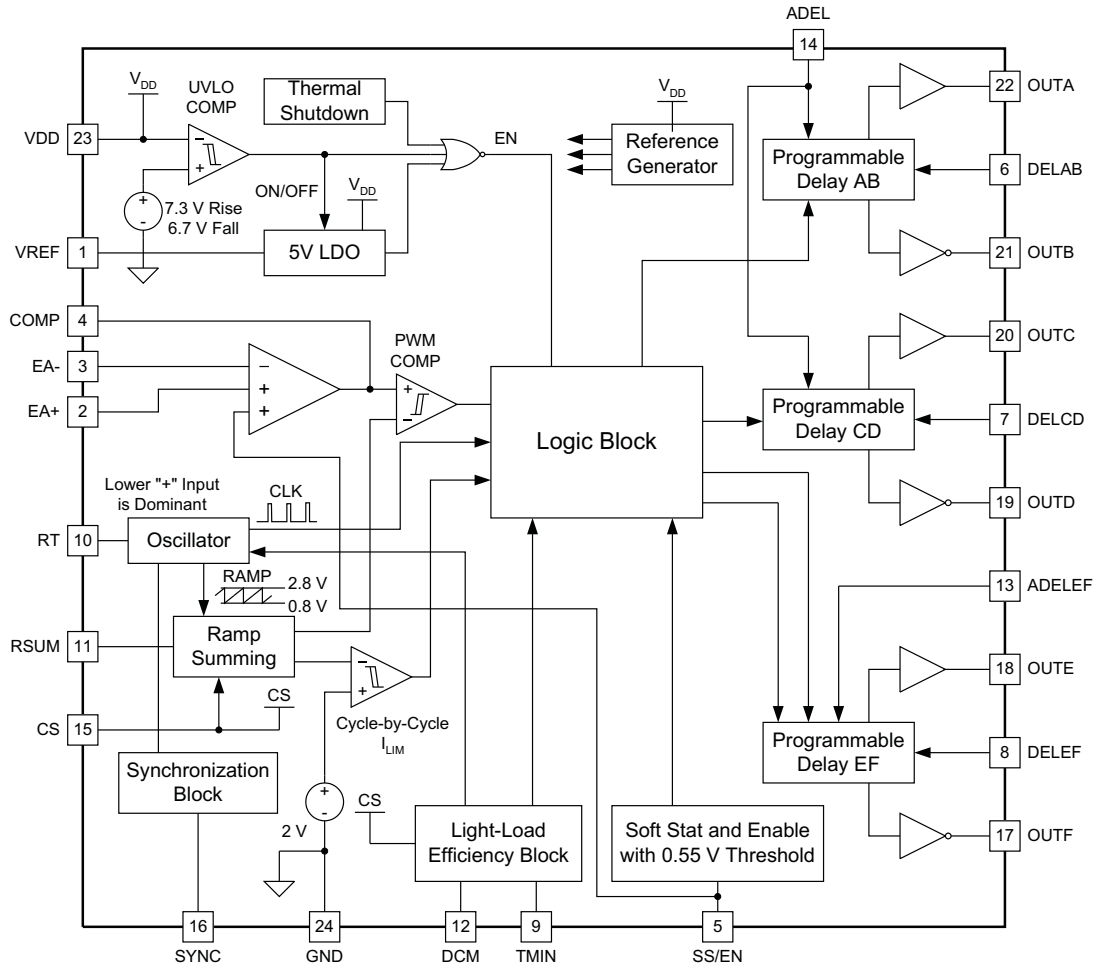 ADEL
14
VDD
23
VDD
UVLO
COMP
−
+
Thermal
Shutdown
EN
VDD
Reference
Generator
22
OUTA
Programmable
Delay AB
6
DELAB
+
-
7.3 V Rise
6.7 V Fall
ON/OFF
VDD
VREF
1
5V LDO
21
OUTB
COMP
4
EA-
3
EA+
2
−
+
+
PWM
COMP
+
−
20
OUTC
Logic Block
Programmable
Delay CD
7
DELCD
Lower "+" Input
is Dominant
CLK
19
OUTD
RT
10
Oscillator
RAMP
2.8 V
0.8 V
13
ADELEF
RSUM
11
Ramp
Summing
−
+
18
OUTE
CS
15
CS
Cycle-by-Cycle
ILIM
Programmable
Delay EF
8
DELEF
Synchronization
Block
+
-
2 V
CS
Light-Load
Efficiency Block
Soft Stat and Enable
with 0.55 V Threshold
17
OUTF
16
24
12
9
5
SYNC
GND
DCM
TMIN
SS/EN